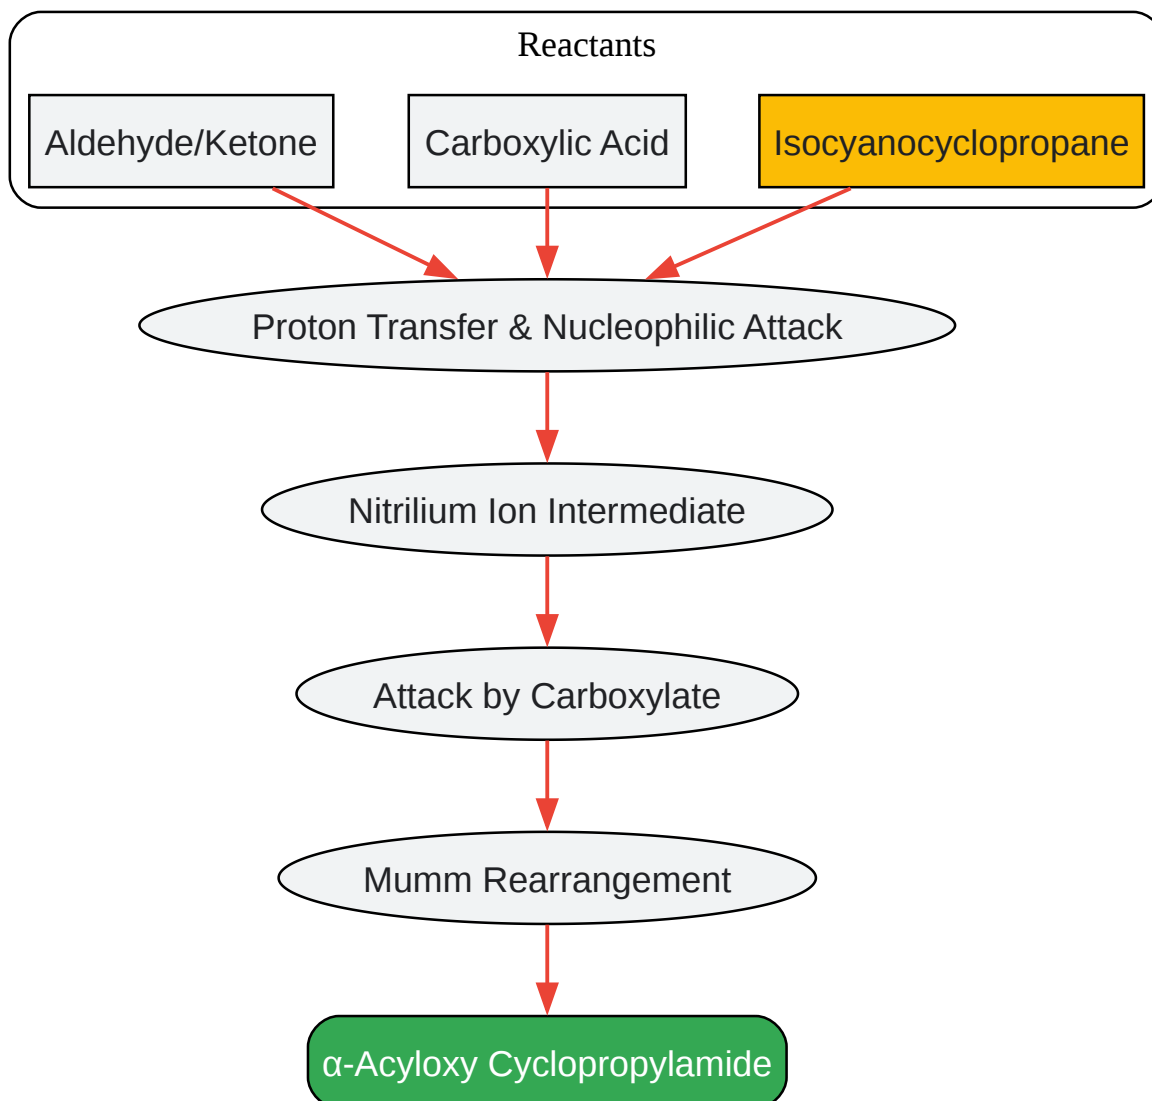 Reactants
Aldehyde/Ketone
Carboxylic Acid
Isocyanocyclopropane
Proton Transfer & Nucleophilic Attack
Nitrilium Ion Intermediate
Attack by Carboxylate
Mumm Rearrangement
α-Acyloxy Cyclopropylamide